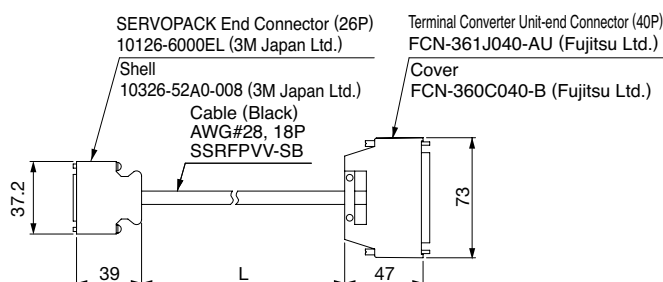 SERVOPACK End Connector (26P)
10126-6000EL (3M Japan Ltd.)
Shell
10326-52A0-008 (3M Japan Ltd.)
Cable (Black)
AWG#28, 18P
SSRFPVV-SB
Terminal Converter Unit-end Connector (40P)
FCN-361J040-AU (Fujitsu Ltd.)
Cover
FCN-360C040-B (Fujitsu Ltd.)
37.2
73
39
L
47